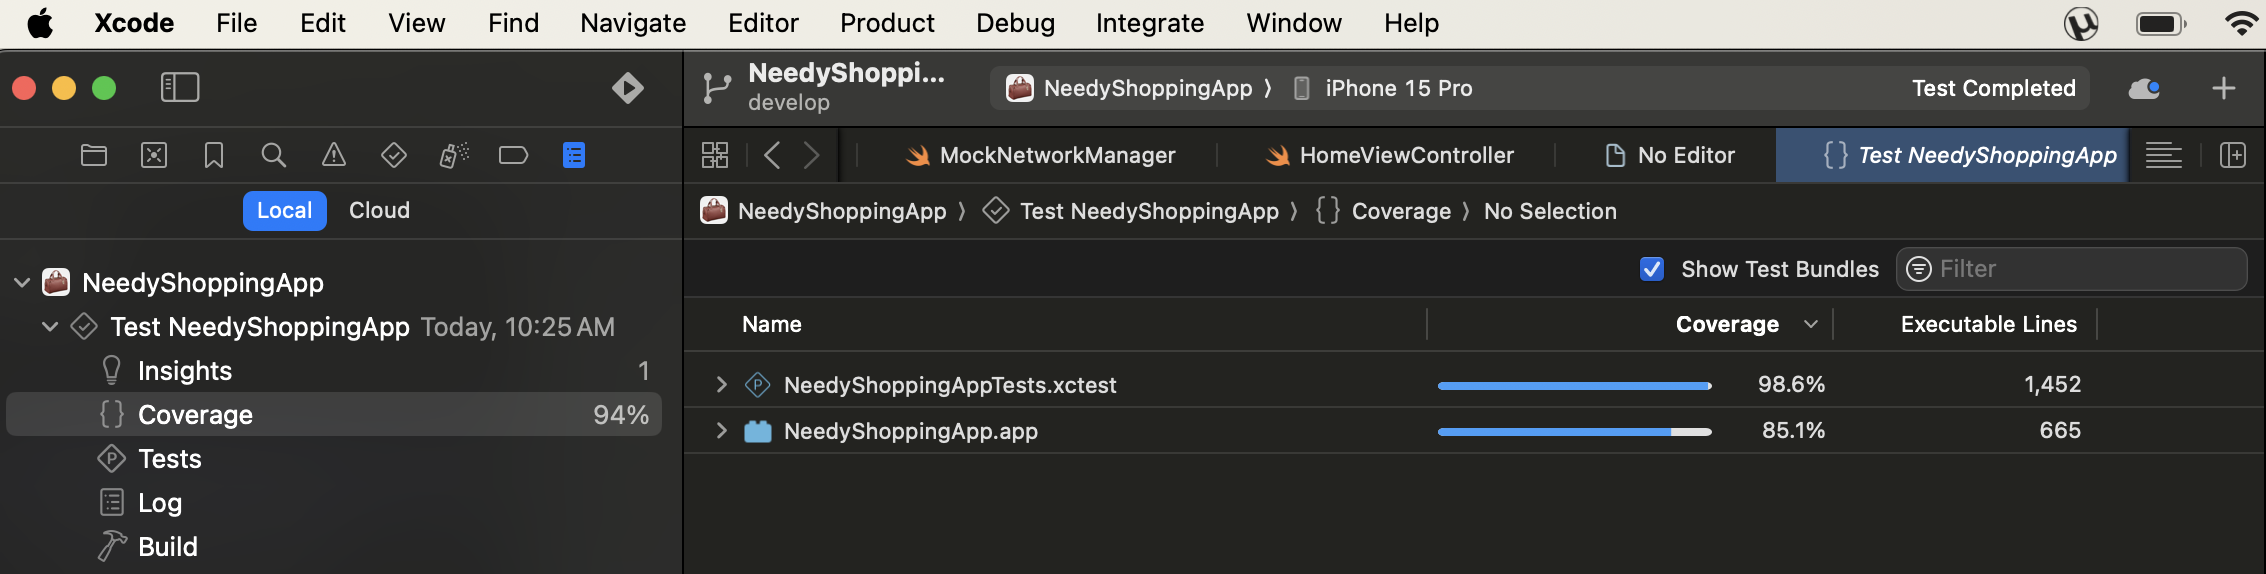 Xcode File Edit View Find Navigate Editor Product Debug Integrate Window Help
NeedyShoppi...
develop
NeedyShoppingApp 〉 iPhone 15 Pro
Test Completed
MockNetworkManager
HomeViewController
No Editor
Test NeedyShoppingApp
Local Cloud
NeedyShoppingApp 〉 Test NeedyShoppingApp 〉 {} Coverage 〉 No Selection
Show Test Bundles
Filter
NeedyShoppingApp
Test NeedyShoppingApp Today, 10:25 AM
Insights 1
Coverage 94%
Tests
Log
Build
Name Coverage Executable Lines
NeedyShoppingAppTests.xctest 98.6% 1,452
NeedyShoppingApp.app 85.1% 665